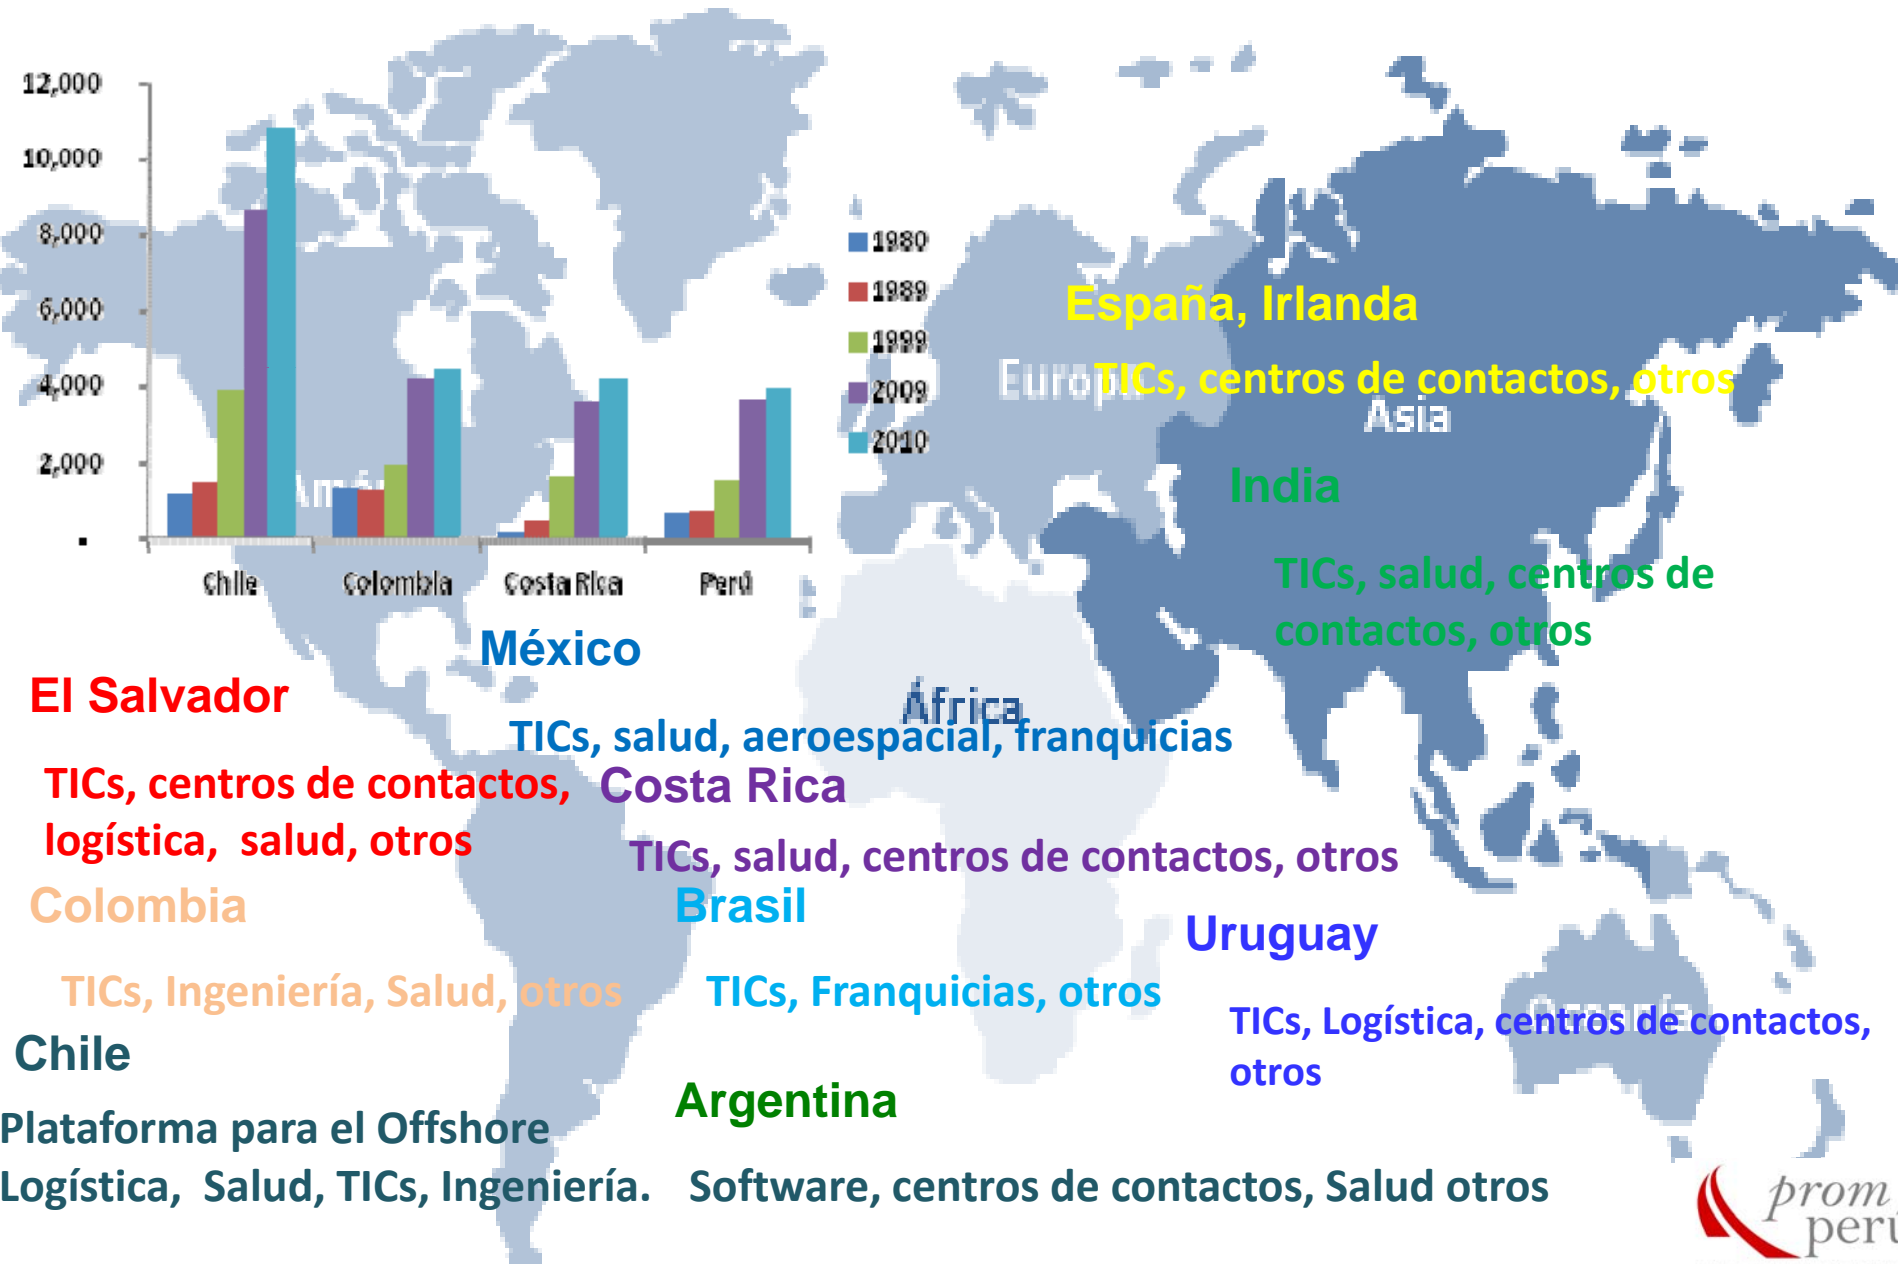 12,000
10,000
8,000
6,000
4,000
2,000
.
Chile
Colombia
Costa Rica
Perú
1980
1989
1999
2009
2010
España, Irlanda
Europa
TICs, centros de contactos, otros
Asia
India
TICs, salud, centros de
contactos, otros
México
África
TICs, salud, aeroespacial, franquicias
El Salvador
TICs, centros de contactos,
logística, salud, otros
Costa Rica
TICs, salud, centros de contactos, otros
Colombia
TICs, Ingeniería, Salud, otros
Brasil
TICs, Franquicias, otros
Uruguay
TICs, Logística, centros de contactos,
otros
Chile
Plataforma para el Offshore
Logística, Salud, TICs, Ingeniería.
Argentina
Software, centros de contactos, Salud otros
prom
perú